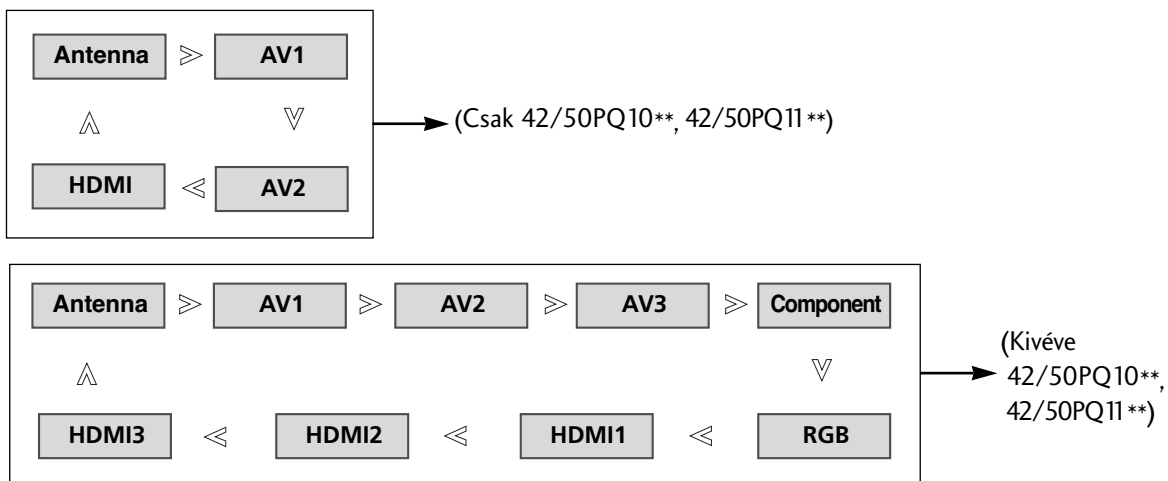 Antenna AV1
(Csak 42/50PQ10**, 42/50PQ11**)
HDMI AV2
Antenna AV1 AV2 AV3 Component
(Kivéve
42/50PQ10**,
42/50PQ11**)
HDMI3 HDMI2 HDMI1 RGB